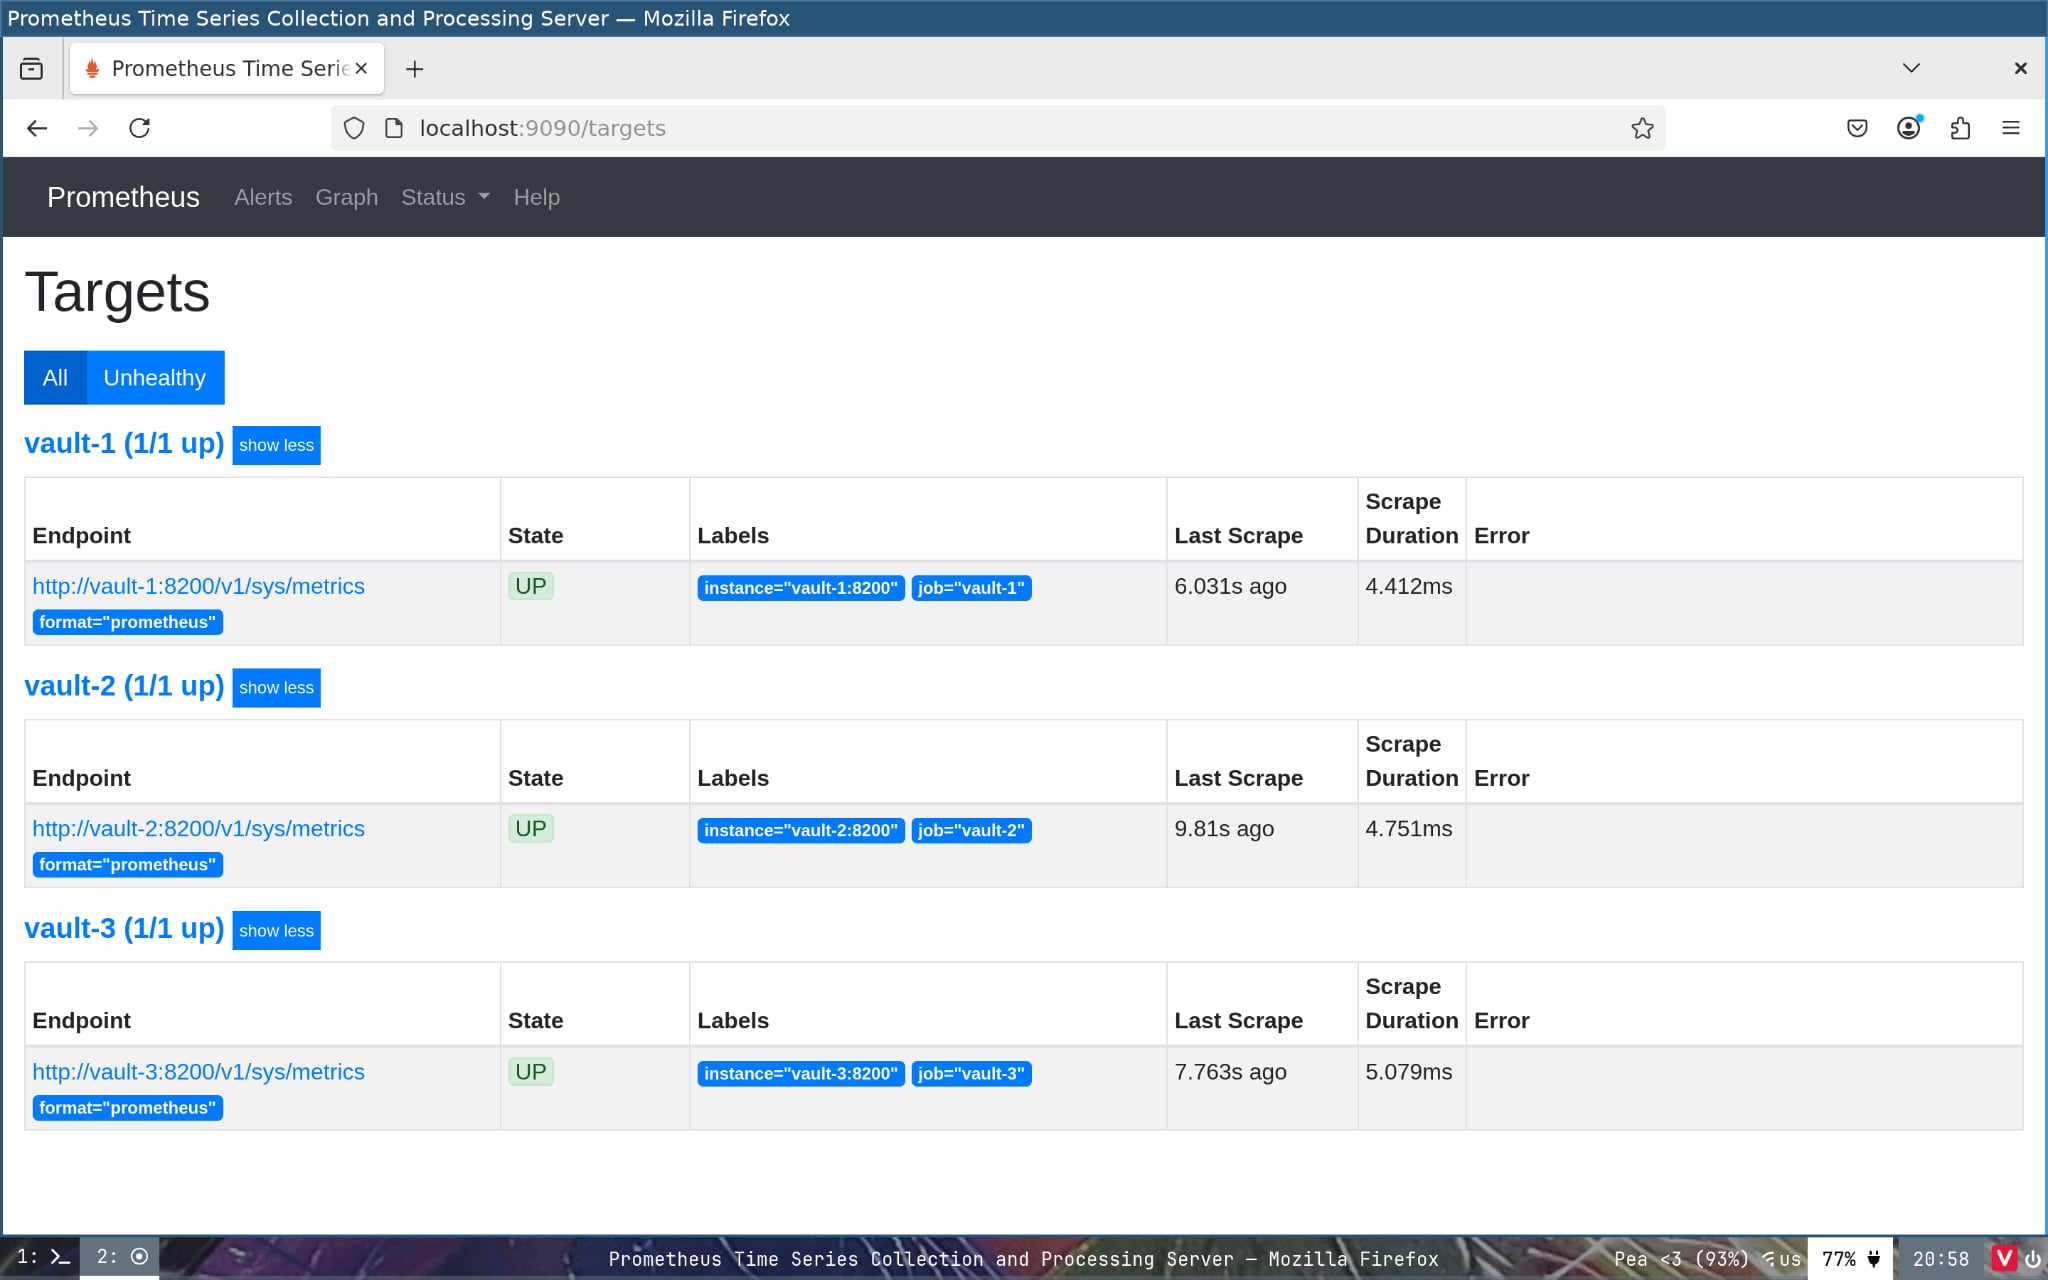 Prometheus Time Series Collection and Processing Server — Mozilla Firefox
Prometheus Time Serie
localhost:9090/targets
Prometheus Alerts Graph Status Help
Targets
All Unhealthy
vault-1 (1/1 up) show less
Endpoint State Labels Last Scrape Scrape Duration Error
http://vault-1:8200/v1/sys/metrics UP instance="vault-1:8200" job="vault-1" 6.031s ago 4.412ms
format="prometheus"
vault-2 (1/1 up) show less
Endpoint State Labels Last Scrape Scrape Duration Error
http://vault-2:8200/v1/sys/metrics UP instance="vault-2:8200" job="vault-2" 9.81s ago 4.751ms
format="prometheus"
vault-3 (1/1 up) show less
Endpoint State Labels Last Scrape Scrape Duration Error
http://vault-3:8200/v1/sys/metrics UP instance="vault-3:8200" job="vault-3" 7.763s ago 5.079ms
format="prometheus"
1: 2: Prometheus Time Series Collection and Processing Server — Mozilla Firefox Pea <3 (93%) us 77% 20:58 V